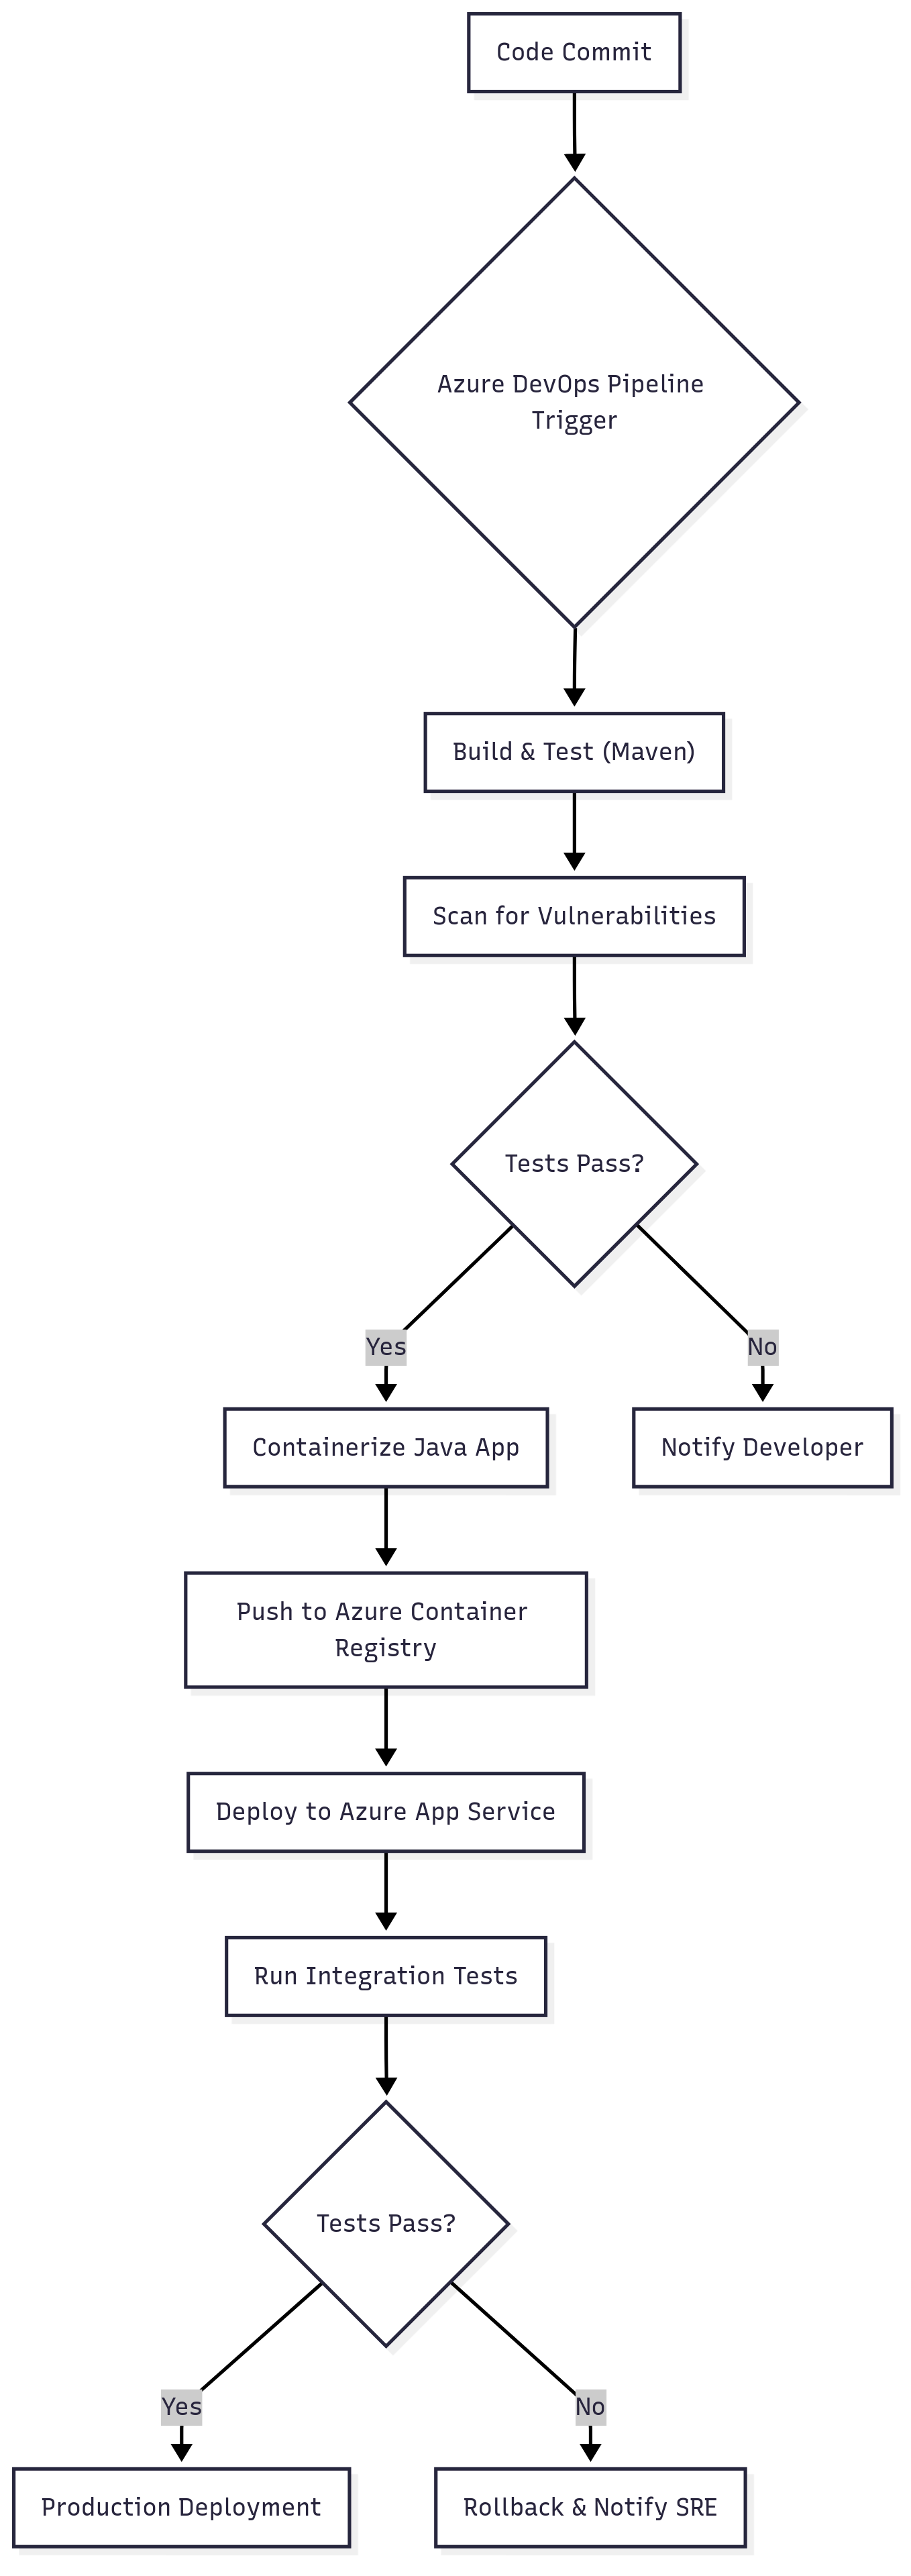 Code Commit
Azure DevOps Pipeline
Trigger
Build & Test (Maven)
Scan for Vulnerabilities
Tests Pass?
Yes
No
Containerize Java App
Notify Developer
Push to Azure Container
Registry
Deploy to Azure App Service
Run Integration Tests
Tests Pass?
Yes
No
Production Deployment
Rollback & Notify SRE